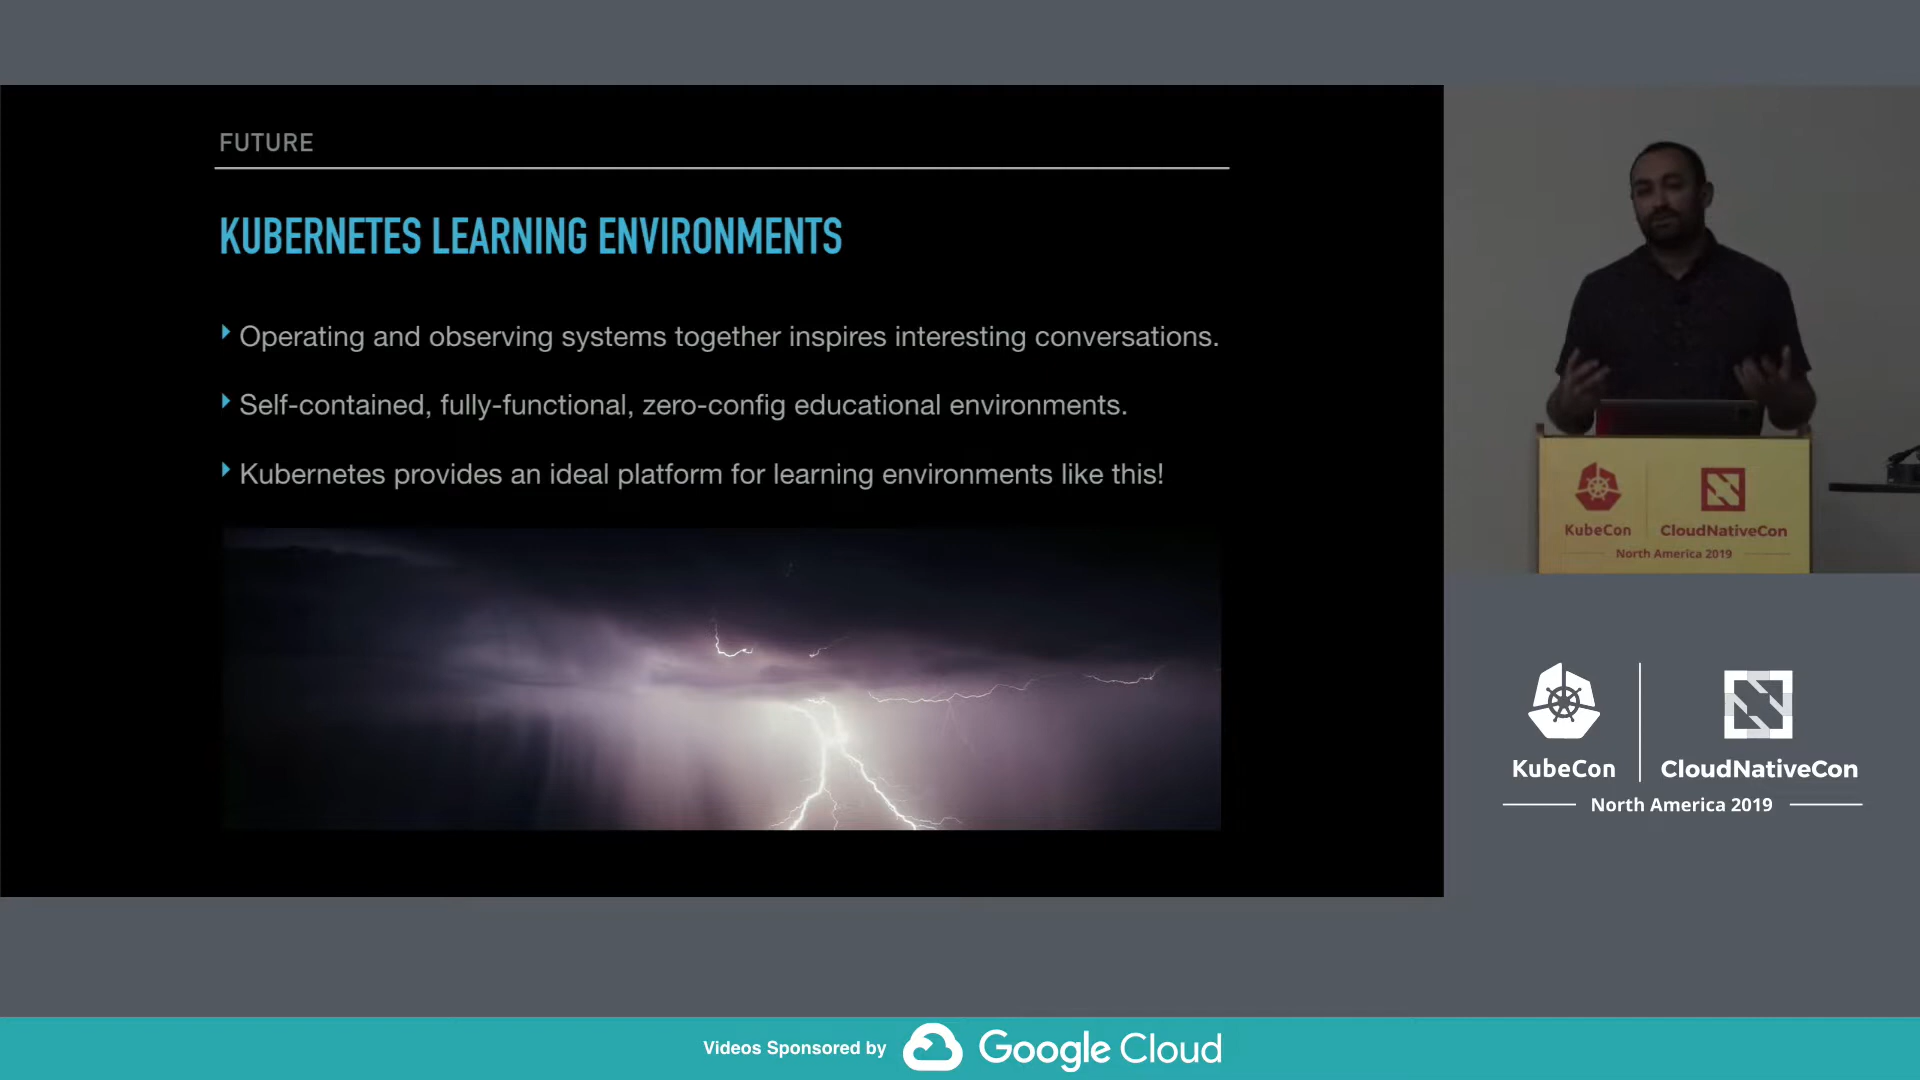 FUTURE
KUBERNETES LEARNING ENVIRONMENTS
Operating and observing systems together inspires interesting conversations.
Self-contained, fully-functional, zero-config educational environments.
Kubernetes provides an ideal platform for learning environments like this!
KubeCon
CloudNativeCon
North America 2019
KubeCon
CloudNativeCon
North America 2019
Videos Sponsored by
Google Cloud